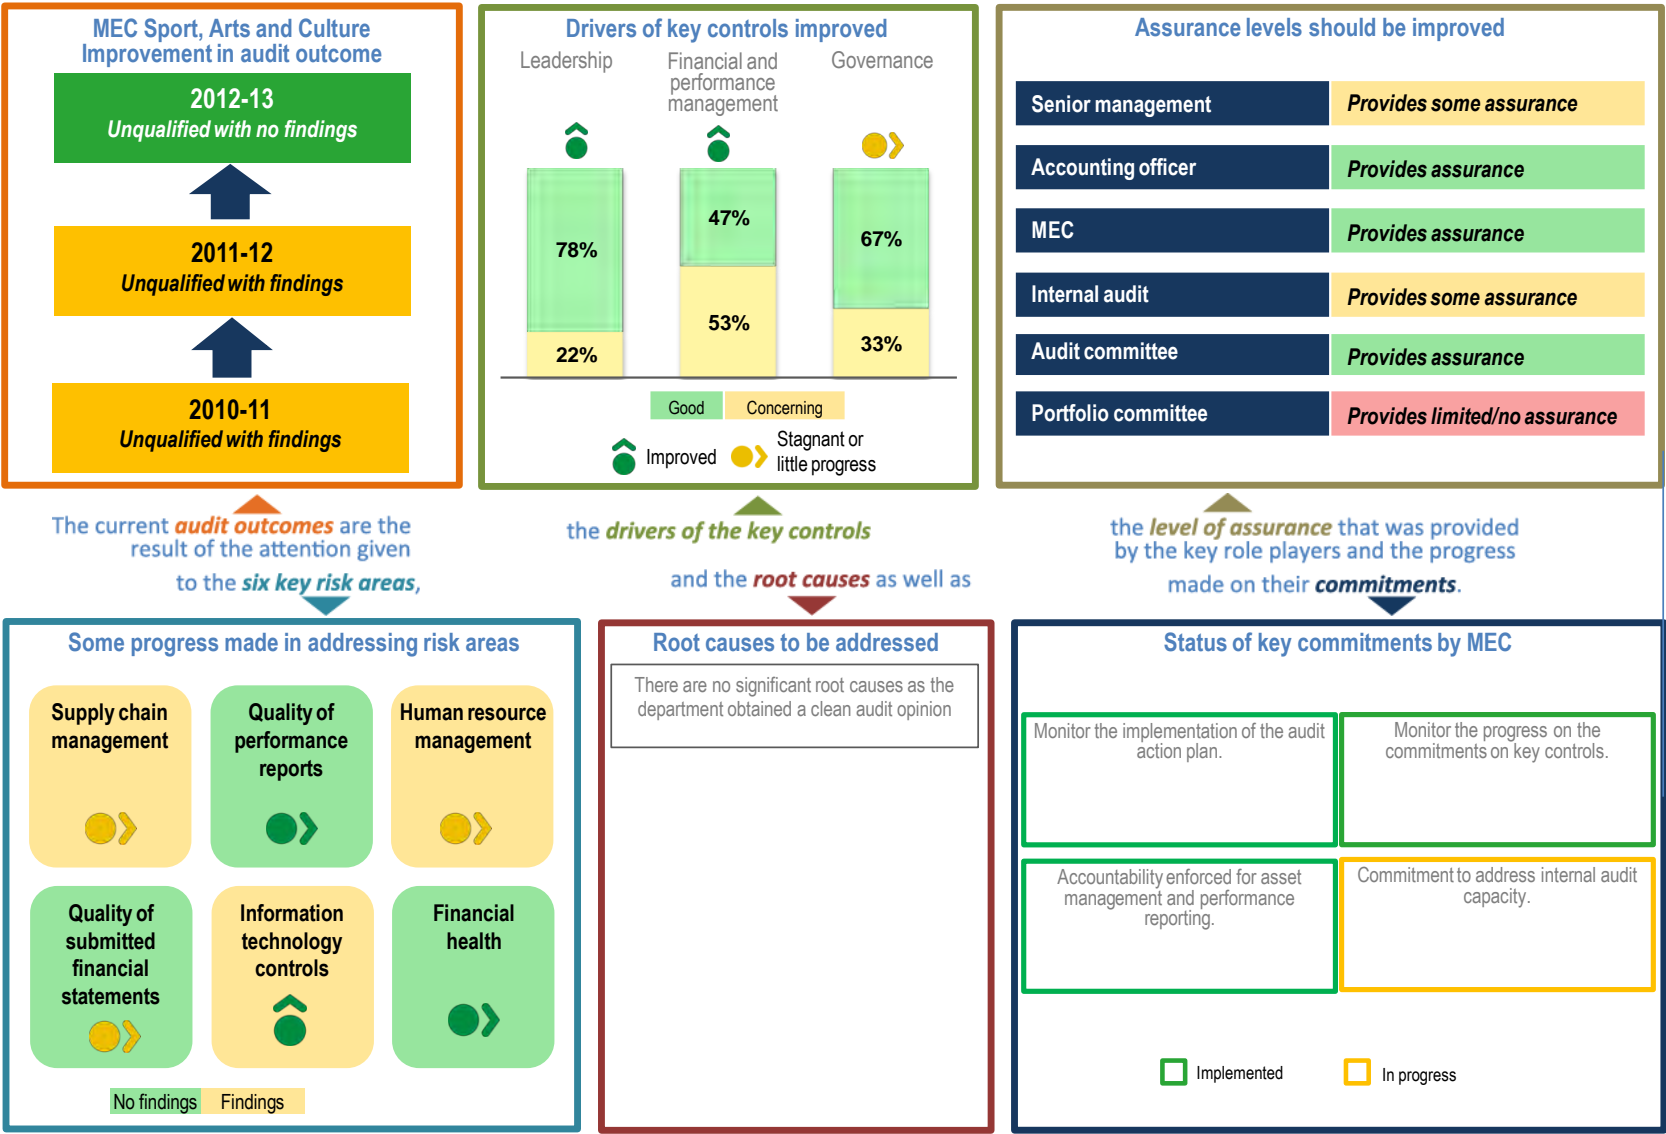 MEC Sport, Arts and Culture
Improvement in audit outcome
2012-13
Unqualified with no findings
2011-12
Unqualified with findings
2010-11
Unqualified with findings
Drivers of key controls improved
Leadership
Financial and
performance
management
Governance
78%
47%
67%
22%
53%
33%
Good
Concerning
Improved
Stagnant or
little progress
Assurance levels should be improved
Senior management
Provides some assurance
Accounting officer
Provides assurance
MEC
Provides assurance
Internal audit
Provides some assurance
Audit committee
Provides assurance
Portfolio committee
Provides limited/no assurance
The current audit outcomes are the
result of the attention given
to the six key risk areas,
the drivers of the key controls
and the root causes as well as
the level of assurance that was provided
by the key role players and the progress
made on their commitments.
Some progress made in addressing risk areas
Supply chain
management
Quality of
performance
reports
Human resource
management
Quality of
submitted
financial
statements
Information
technology
controls
Financial
health
No findings
Findings
Root causes to be addressed
There are no significant root causes as the
department obtained a clean audit opinion
Status of key commitments by MEC
Monitor the implementation of the audit
action plan.
Monitor the progress on the
commitments on key controls.
Accountability enforced for asset
management and performance
reporting.
Commitment to address internal audit
capacity.
Implemented
In progress